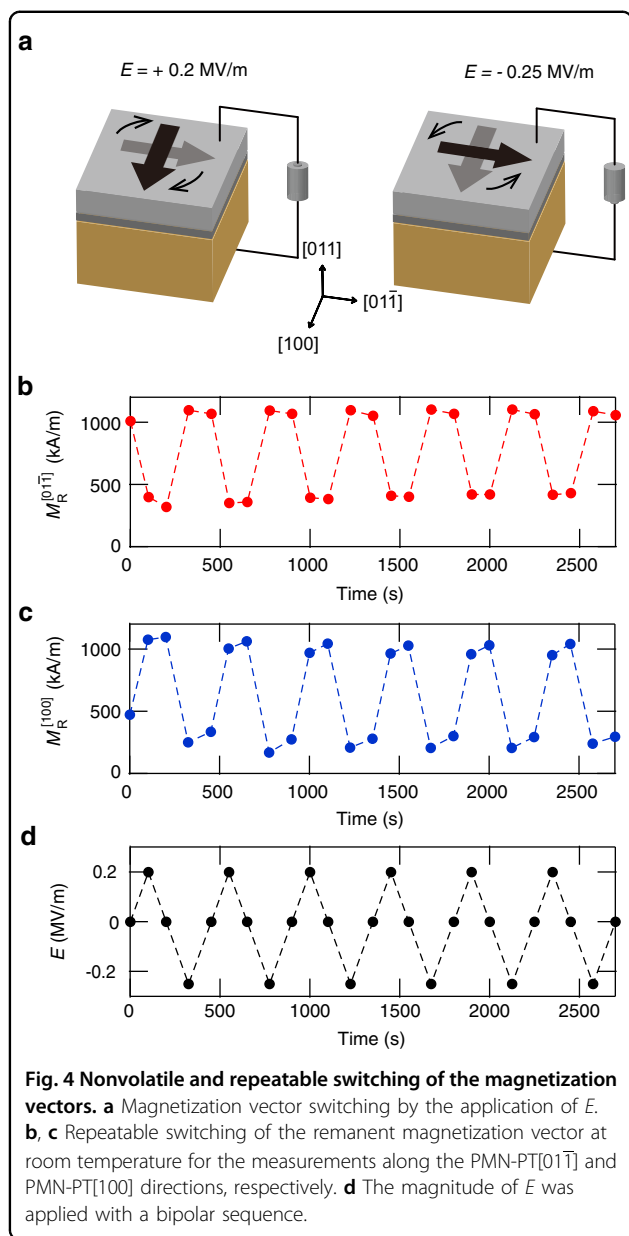 a
E = + 0.2 MV/m
E = - 0.25 MV/m
[011]
[011̅]
[100]
b
M_R^[011̅] (kA/m)
1000
500
0
0 500 1000 1500 2000 2500
Time (s)
c
M_R^[100] (kA/m)
1000
500
0
0 500 1000 1500 2000 2500
Time (s)
d
E (MV/m)
0.2
0
-0.2
0 500 1000 1500 2000 2500
Time (s)
Fig. 4 Nonvolatile and repeatable switching of the magnetization
vectors. a Magnetization vector switching by the application of E.
b, c Repeatable switching of the remanent magnetization vector at
room temperature for the measurements along the PMN-PT[011̅] and
PMN-PT[100] directions, respectively. d The magnitude of E was
applied with a bipolar sequence.